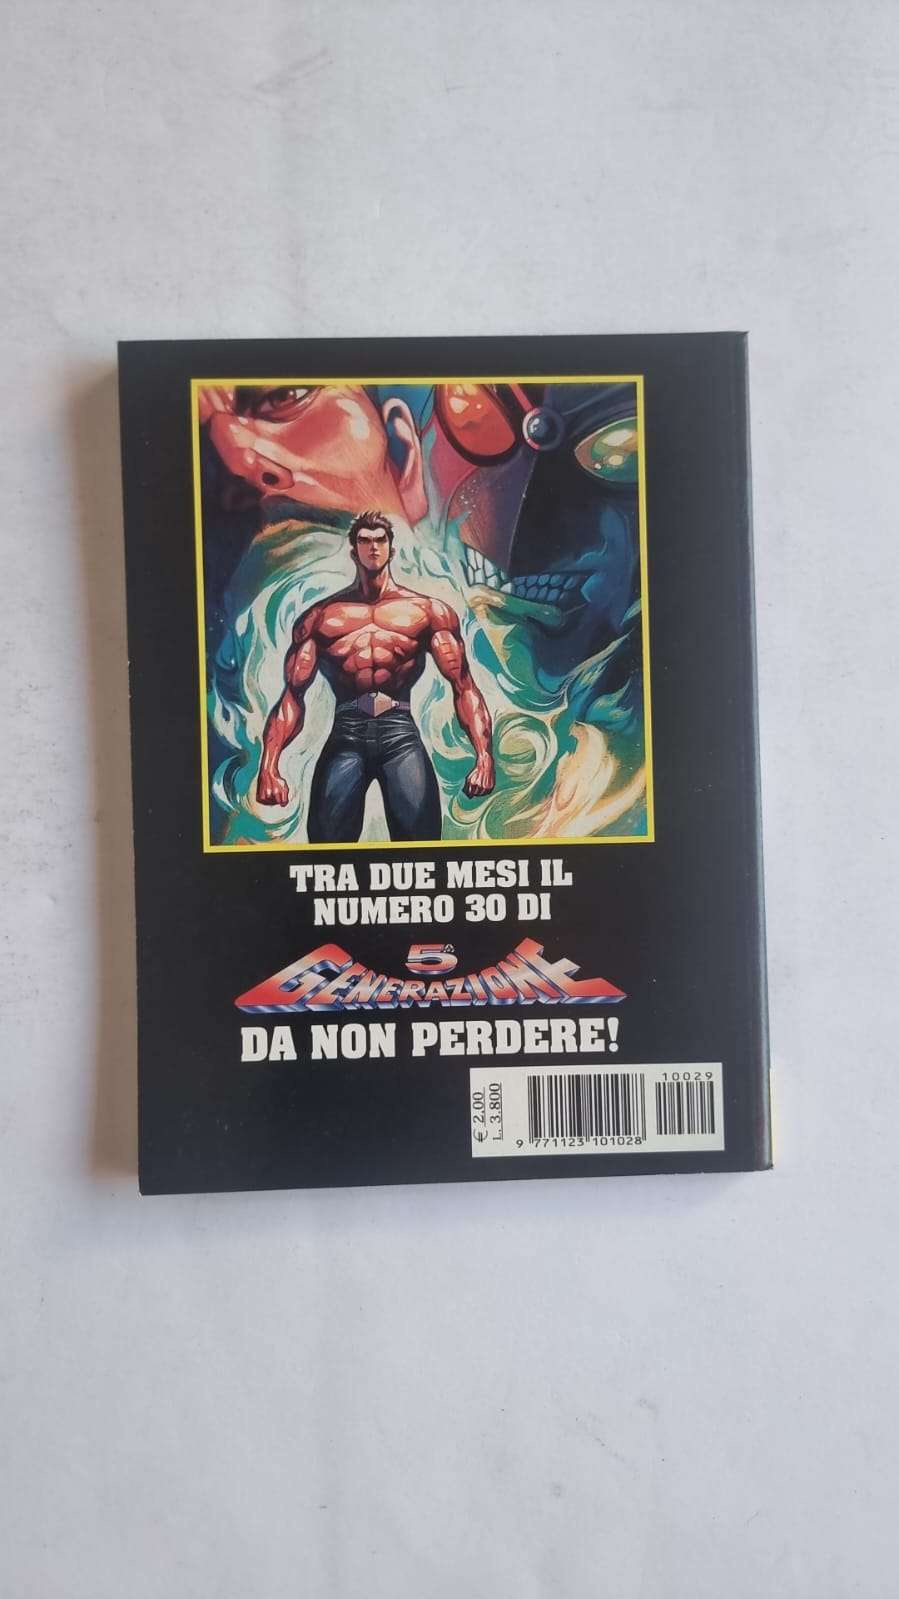 TRA DUE MESI IL
NUMERO 30 DI
5ª
GENERAZIONE
DA NON PERDERE!
€ 2.00
L. 3.800
10029
9 771123 101028